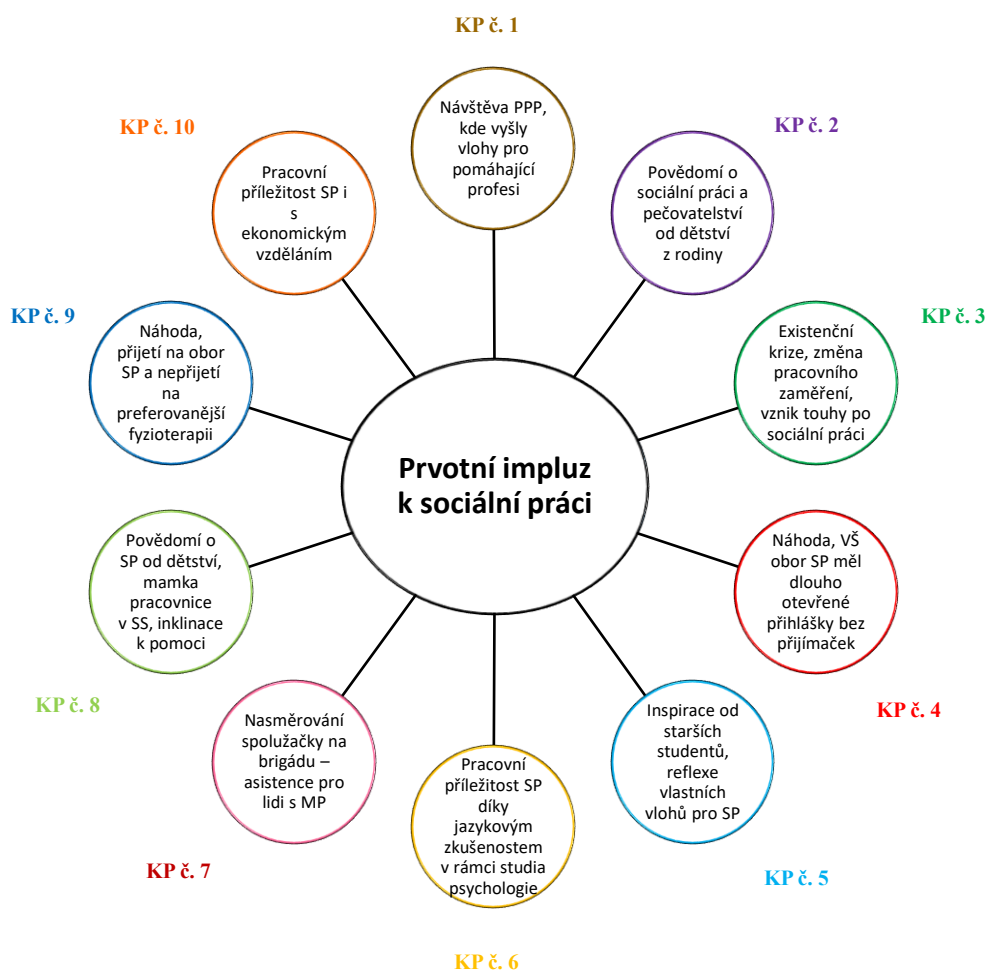 KP č. 1
Návštěva PPP,
kde vyšly
vlohy pro
pomáhající
profesi
KP č. 2
Povědomí o
sociální práci a
pečovatelství
od dětství
z rodiny
KP č. 3
Existenční
krize, změna
pracovního
zaměření,
vznik touhy po
sociální práci
KP č. 4
Náhoda, VŠ
obor SP měl
dlouho
otevřené
přihlášky bez
přijímaček
KP č. 5
Inspirace od
starších
studentů,
reflexe
vlastních
vlohů pro SP
KP č. 6
Pracovní
příležitost SP
díky
jazykovým
zkušenostem
v rámci studia
psychologie
KP č. 7
Nasměrování
spolužačky na
brigádu –
asistence pro
lidi s MP
KP č. 8
Povědomí o
SP od dětství,
mamka
pracovnice
v SS, inklinace
k pomoci
KP č. 9
Náhoda,
přijetí na obor
SP a nepřijetí
na
preferovanější
fyzioterapii
KP č. 10
Pracovní
příležitost SP i
s
ekonomickým
vzděláním
Prvotní impluz
k sociální práci